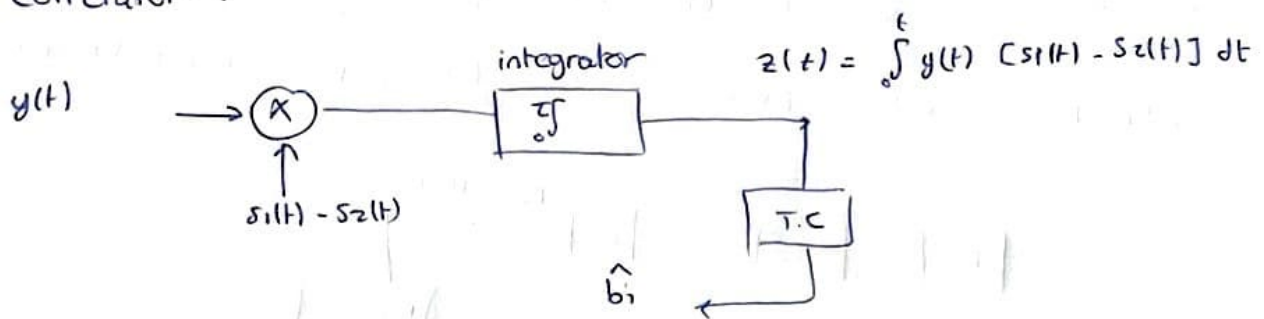 integrator
z(t) = ∫₀ᵗ y(t) [s1(t) - s2(t)] dt
y(t)
X
∫₀ᵀ
s1(t) - s2(t)
T.C
b̂i